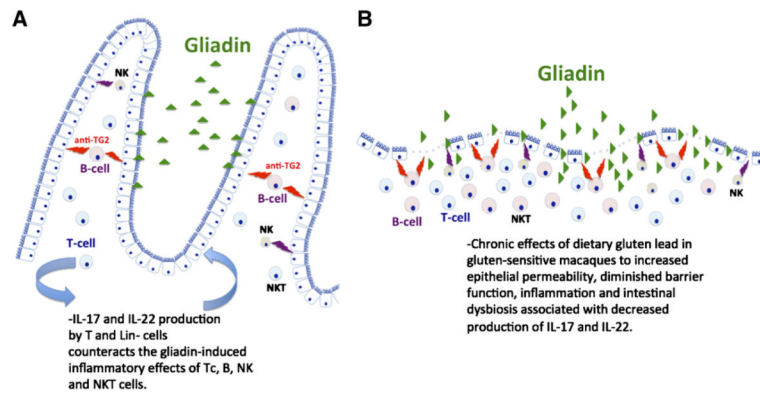 A
Gliadin
NK
anti-TG2
B-cell
anti-TG2
B-cell
T-cell
NK
NKT
-IL-17 and IL-22 production
by T and Lin- cells
counteracts the gliadin-induced
inflammatory effects of Tc, B, NK
and NKT cells.
B
Gliadin
B-cell
T-cell
NKT
NK
-Chronic effects of dietary gluten lead in
gluten-sensitive macaques to increased
epithelial permeability, diminished barrier
function, inflammation and intestinal
dysbiosis associated with decreased
production of IL-17 and IL-22.